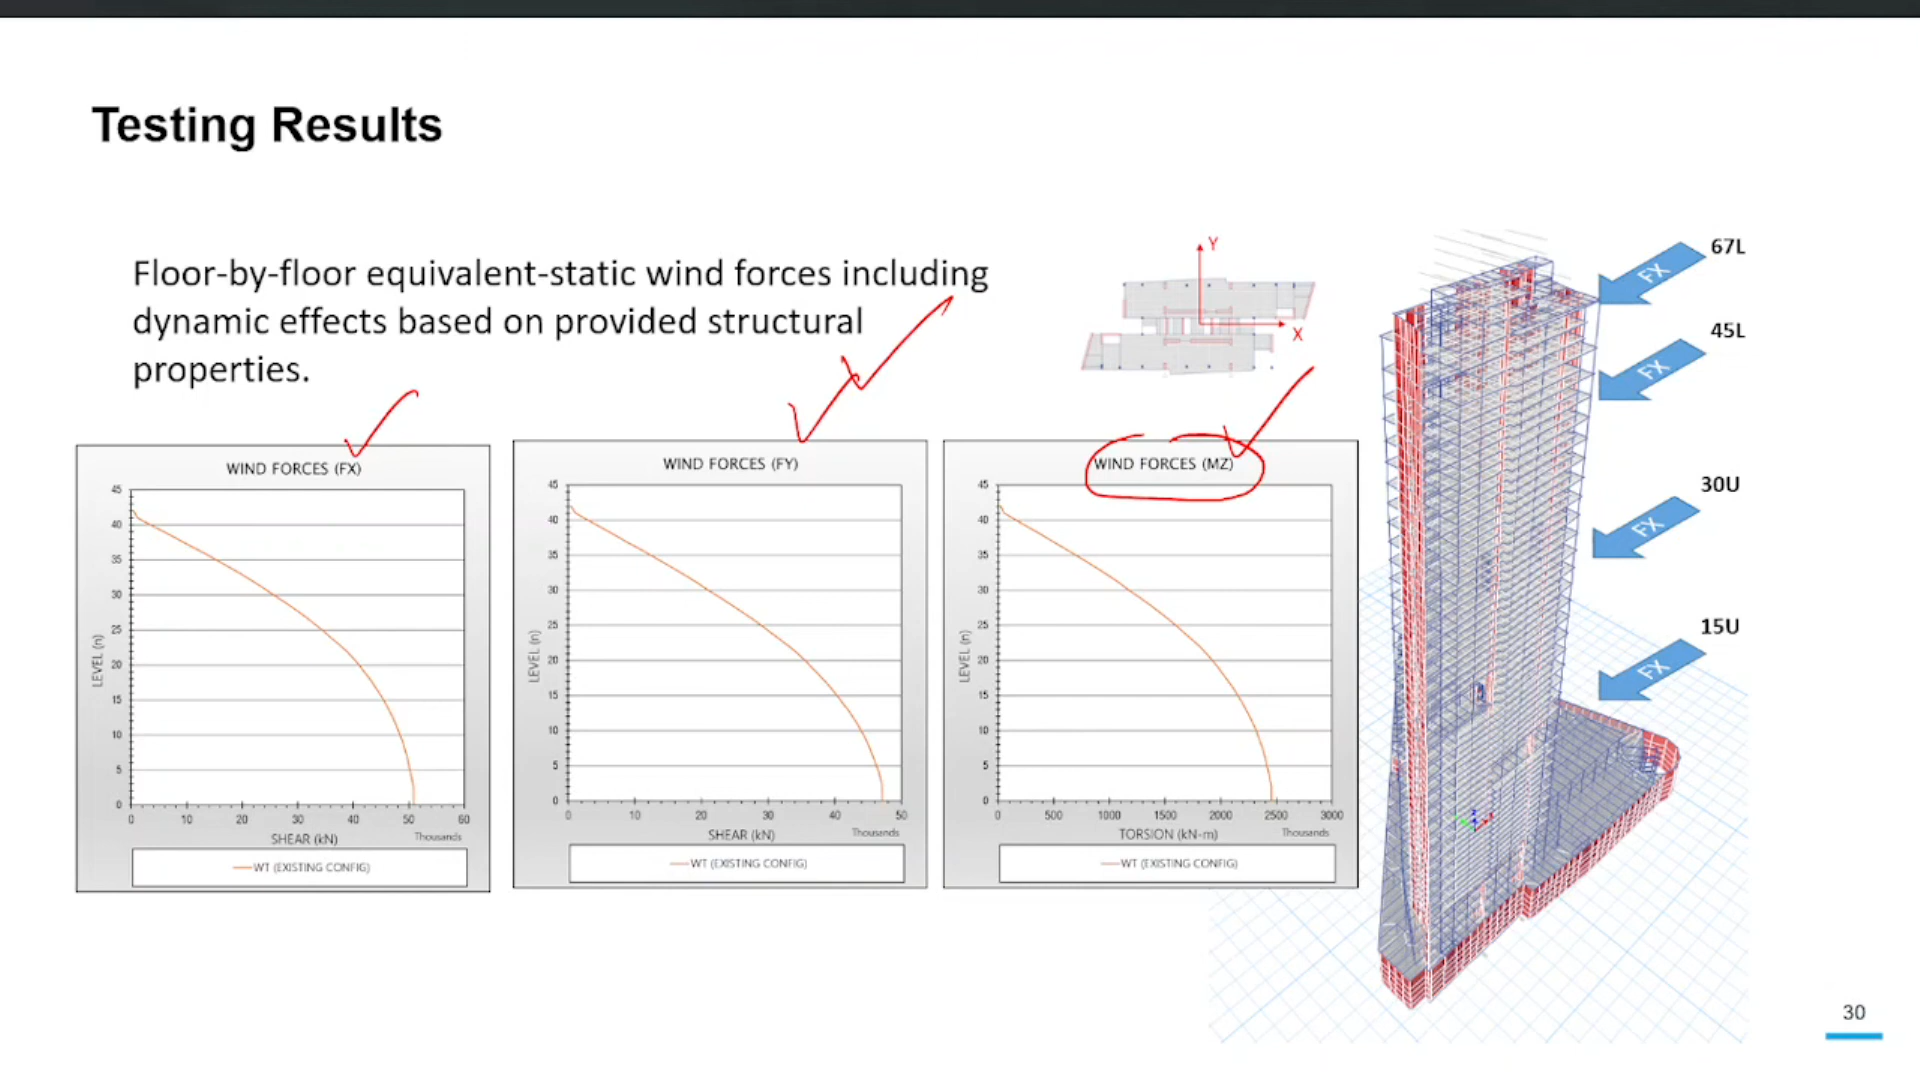 Testing Results
Floor-by-floor equivalent-static wind forces including
dynamic effects based on provided structural
properties.
Y
X
67L
FX
45L
FX
30U
FX
15U
FX
WIND FORCES (FX)
45
40
35
30
25
20
15
10
5
0
LEVEL (n)
0 10 20 30 40 50 60
SHEAR (kN) Thousands
WT (EXISTING CONFIG)
WIND FORCES (FY)
45
40
35
30
25
20
15
10
5
0
LEVEL (n)
0 10 20 30 40 50
SHEAR (kN) Thousands
WT (EXISTING CONFIG)
WIND FORCES (MZ)
45
40
35
30
25
20
15
10
5
0
LEVEL (n)
0 500 1000 1500 2000 2500 3000
TORSION (kN-m) Thousands
WT (EXISTING CONFIG)
30